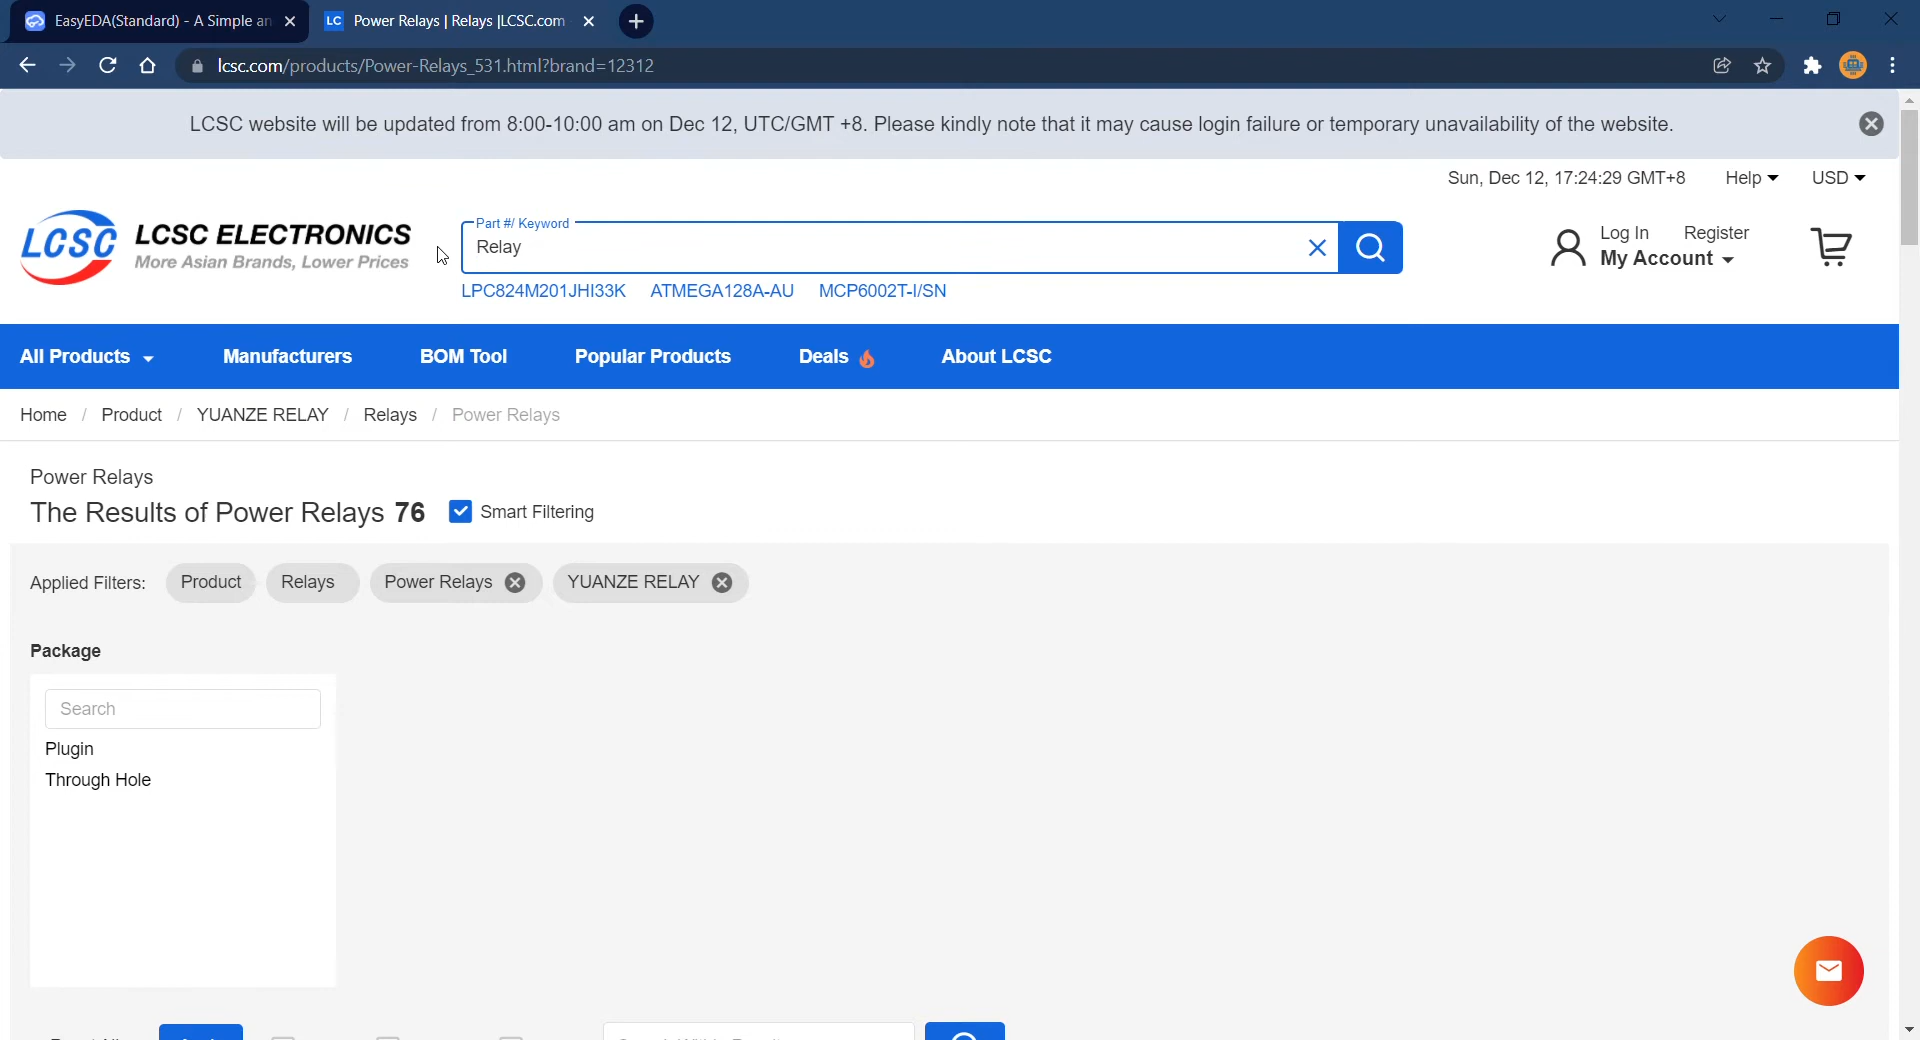 EasyEDA(Standard) - A Simple an
LC Power Relays | Relays |LCSC.com
lcsc.com/products/Power-Relays_531.html?brand=12312
LCSC website will be updated from 8:00-10:00 am on Dec 12, UTC/GMT +8. Please kindly note that it may cause login failure or temporary unavailability of the website.
Sun, Dec 12, 17:24:29 GMT+8 Help USD
LCSC LCSC ELECTRONICS
More Asian Brands, Lower Prices
Part #/ Keyword
Relay
Log In Register
My Account
LPC824M201JHI33K ATMEGA128A-AU MCP6002T-I/SN
All Products Manufacturers BOM Tool Popular Products Deals About LCSC
Home / Product / YUANZE RELAY / Relays / Power Relays
Power Relays
The Results of Power Relays 76 Smart Filtering
Applied Filters: Product Relays Power Relays YUANZE RELAY
Package
Search
Plugin
Through Hole